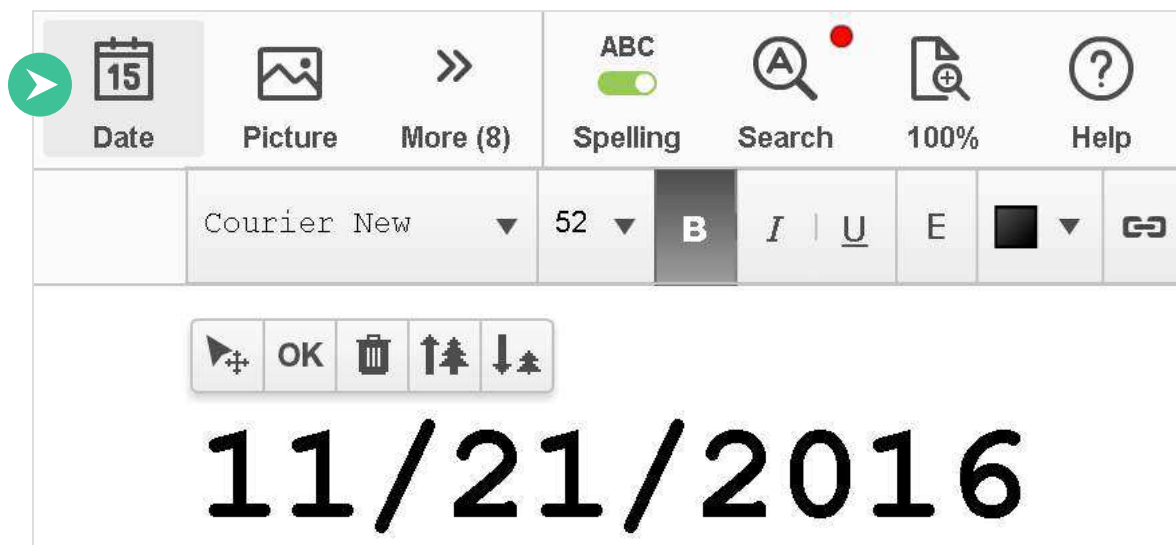 15
Date
Picture
More (8)
ABC
Spelling
A
Search
100%
?
Help
Courier New
52
B
I
U
E
OK
11/21/2016